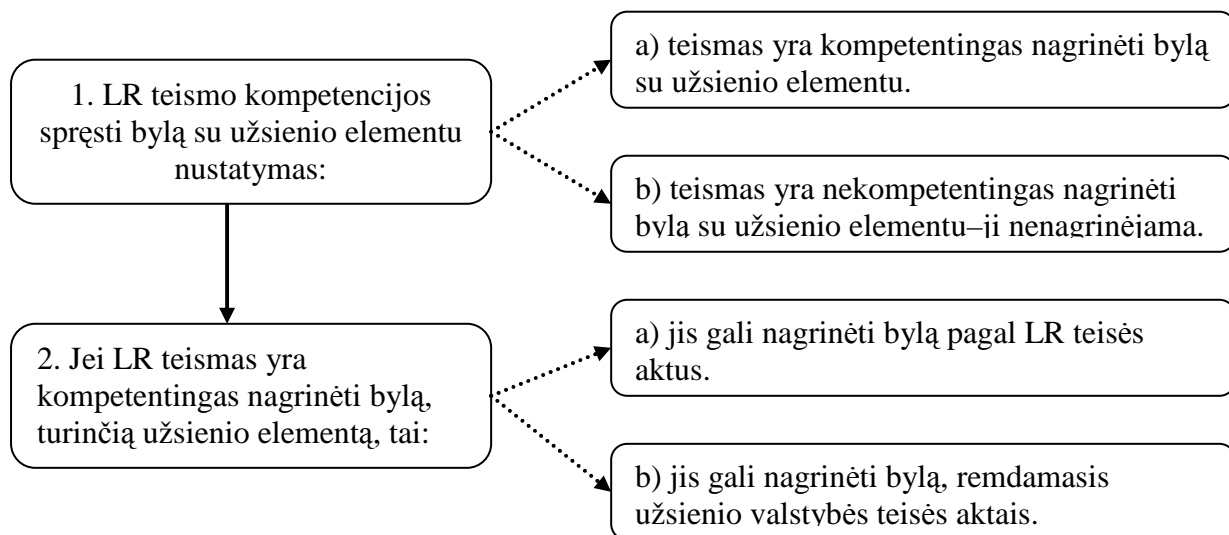 1. LR teismo kompetencijos
spręsti bylą su užsienio elementu
nustatymas:
a) teismas yra kompetentingas nagrinėti bylą
su užsienio elementu.
b) teismas yra nekompetentingas nagrinėti
bylą su užsienio elementu–ji nenagrinėjama.
2. Jei LR teismas yra
kompetentingas nagrinėti bylą,
turinčią užsienio elementą, tai:
a) jis gali nagrinėti bylą pagal LR teisės
aktus.
b) jis gali nagrinėti bylą, remdamasis
užsienio valstybės teisės aktais.